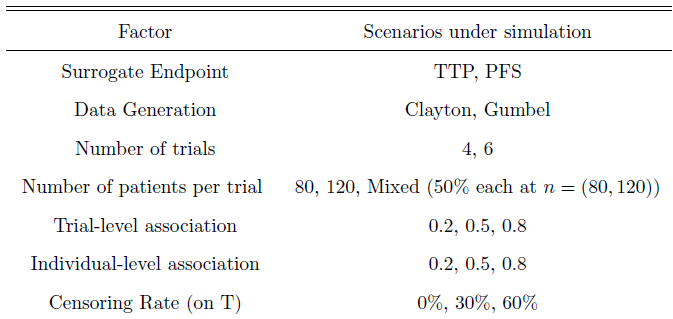 Factor Scenarios under simulation
Surrogate Endpoint TTP, PFS
Data Generation Clayton, Gumbel
Number of trials 4, 6
Number of patients per trial 80, 120, Mixed (50% each at n = (80, 120))
Trial-level association 0.2, 0.5, 0.8
Individual-level association 0.2, 0.5, 0.8
Censoring Rate (on T) 0%, 30%, 60%